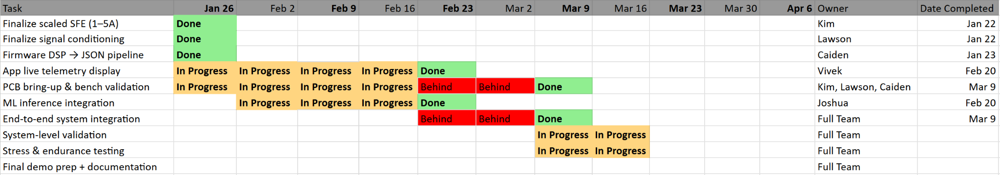 Task Jan 26 Feb 2 Feb 9 Feb 16 Feb 23 Mar 2 Mar 9 Mar 16 Mar 23 Mar 30 Apr 6 Owner Date Completed
Finalize scaled SFE (1–5A) Done Kim Jan 22
Finalize signal conditioning Done Lawson Jan 22
Firmware DSP → JSON pipeline Done Caiden Jan 23
App live telemetry display In Progress In Progress In Progress In Progress Done Vivek Feb 20
PCB bring-up & bench validation In Progress In Progress In Progress In Progress Behind Behind Done Kim, Lawson, Caiden Mar 9
ML inference integration In Progress In Progress In Progress Done Joshua Feb 20
End-to-end system integration Behind Behind Done Full Team Mar 9
System-level validation In Progress In Progress Full Team
Stress & endurance testing In Progress In Progress Full Team
Final demo prep + documentation Full Team